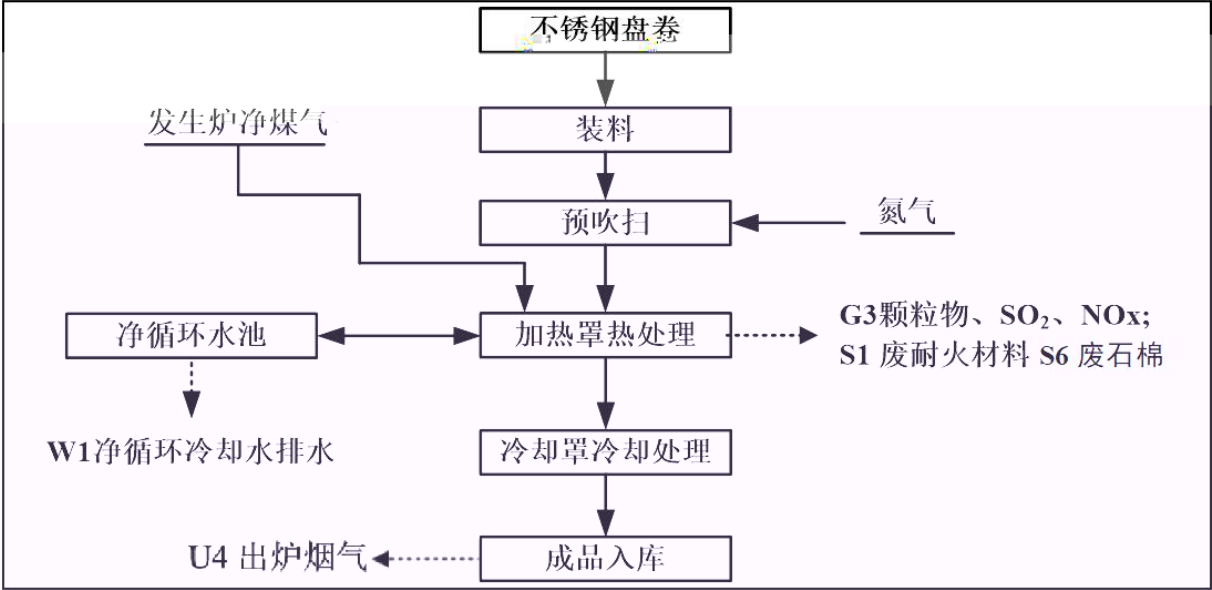 不锈钢盘卷
发生炉净煤气
装料
预吹扫
氮气
净循环水池
加热罩热处理
G3颗粒物、SO₂、NOx;
S1 废耐火材料 S6 废石棉
W1净循环冷却水排水
冷却罩冷却处理
U4 出炉烟气
成品入库